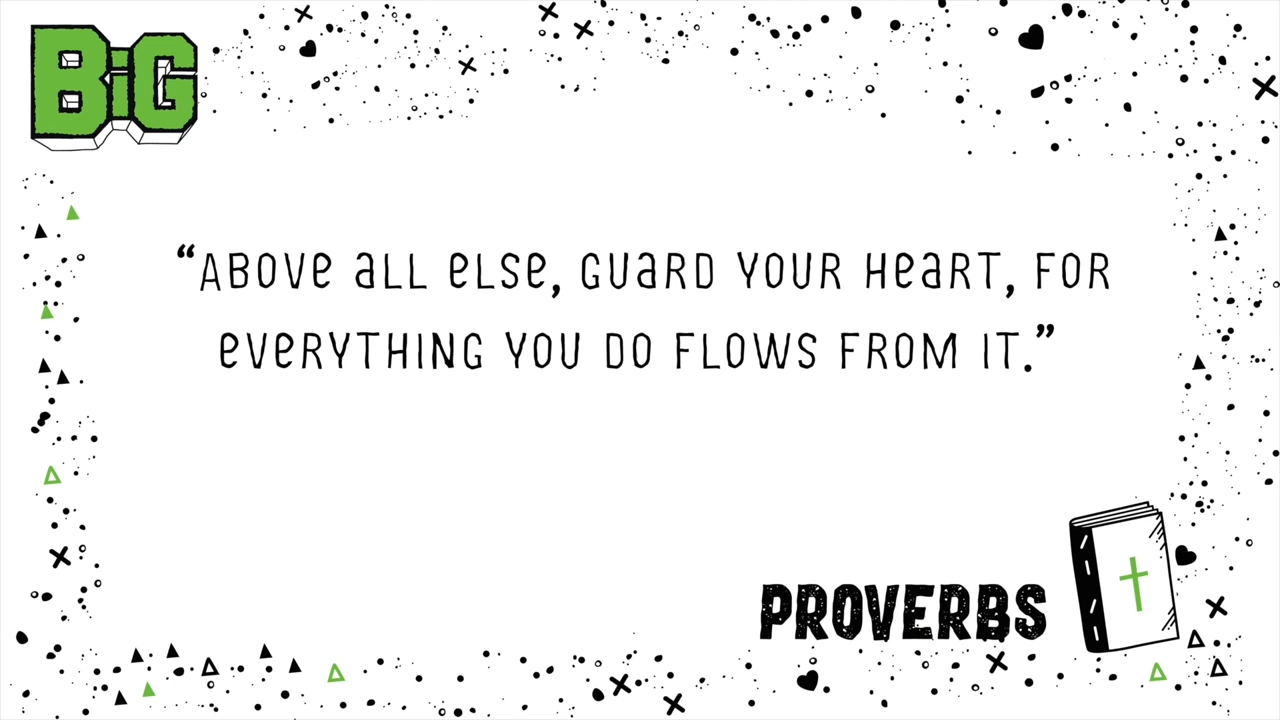 BiG
“ABOVE ALL ELSE, GUARD YOUR HEART, FOR
EVERYTHING YOU DO FLOWS FROM IT.”
PROVERBS